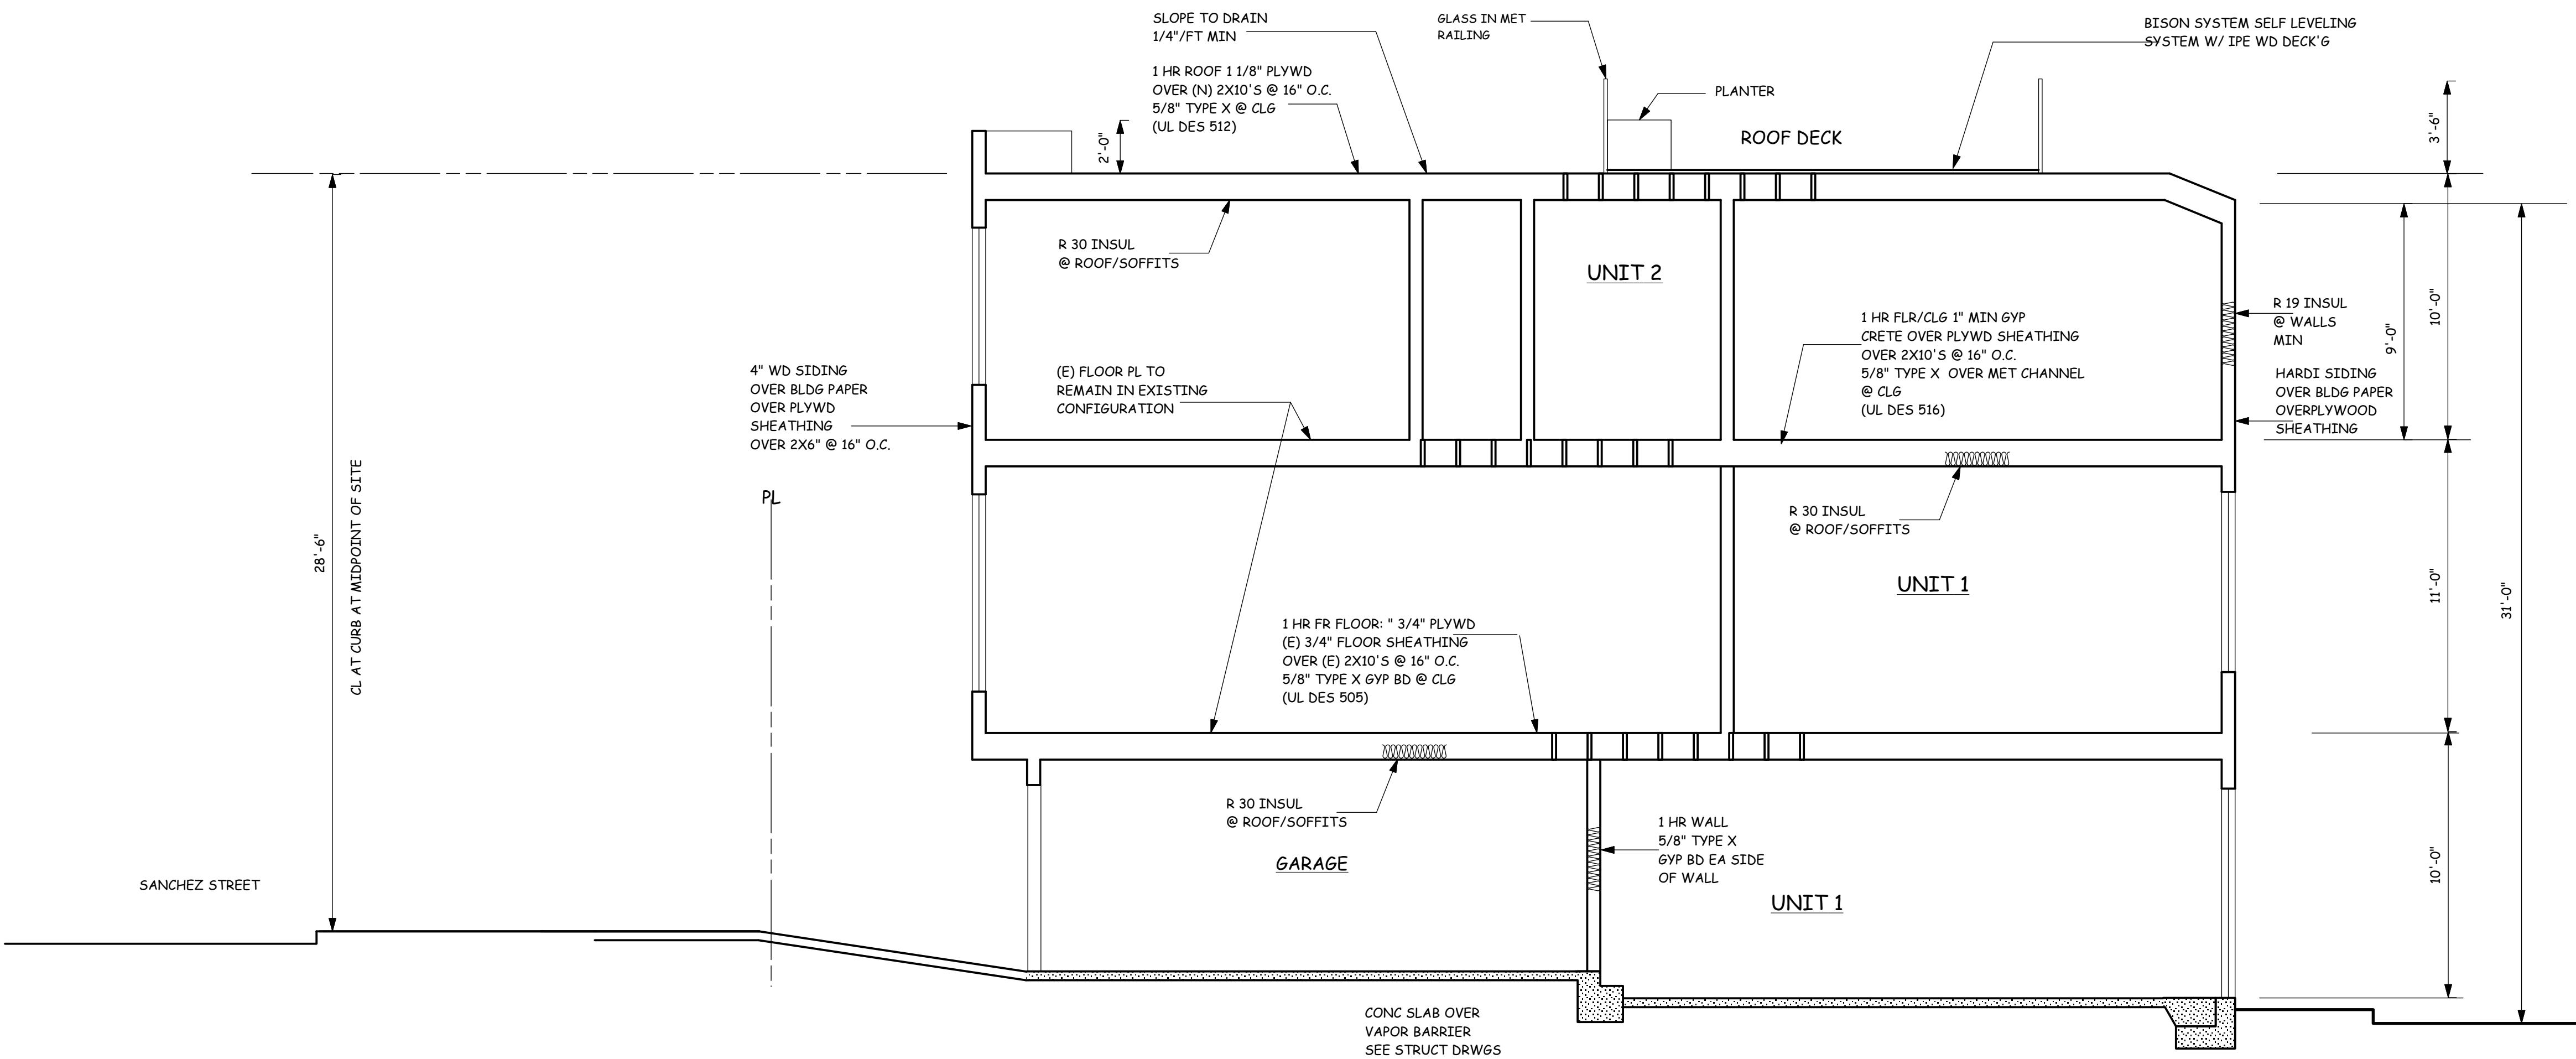 SLOPE TO DRAIN
1/4"/FT MIN
1 HR ROOF 1 1/8" PLYWD
OVER (N) 2X10'S @ 16" O.C.
5/8" TYPE X @ CLG
(UL DES 512)
GLASS IN MET
RAILING
PLANTER
ROOF DECK
BISON SYSTEM SELF LEVELING
SYSTEM W/ IPE WD DECK'G
2'-0"
3'-6"
R 30 INSUL
@ ROOF/SOFFITS
UNIT 2
1 HR FLR/CLG 1" MIN GYP
CRETE OVER PLYWD SHEATHING
OVER 2X10'S @ 16" O.C.
5/8" TYPE X OVER MET CHANNEL
@ CLG
(UL DES 516)
R 19 INSUL
@ WALLS
MIN
9'-0"
10'-0"
HARDI SIDING
OVER BLDG PAPER
OVERPLYWOOD
SHEATHING
4" WD SIDING
OVER BLDG PAPER
OVER PLYWD
SHEATHING
OVER 2X6" @ 16" O.C.
(E) FLOOR PL TO
REMAIN IN EXISTING
CONFIGURATION
PL
28'-6"
CL AT CURB AT MIDPOINT OF SITE
R 30 INSUL
@ ROOF/SOFFITS
UNIT 1
11'-0"
31'-0"
1 HR FR FLOOR: " 3/4" PLYWD
(E) 3/4" FLOOR SHEATHING
OVER (E) 2X10'S @ 16" O.C.
5/8" TYPE X GYP BD @ CLG
(UL DES 505)
R 30 INSUL
@ ROOF/SOFFITS
GARAGE
1 HR WALL
5/8" TYPE X
GYP BD EA SIDE
OF WALL
UNIT 1
10'-0"
SANCHEZ STREET
CONC SLAB OVER
VAPOR BARRIER
SEE STRUCT DRWGS